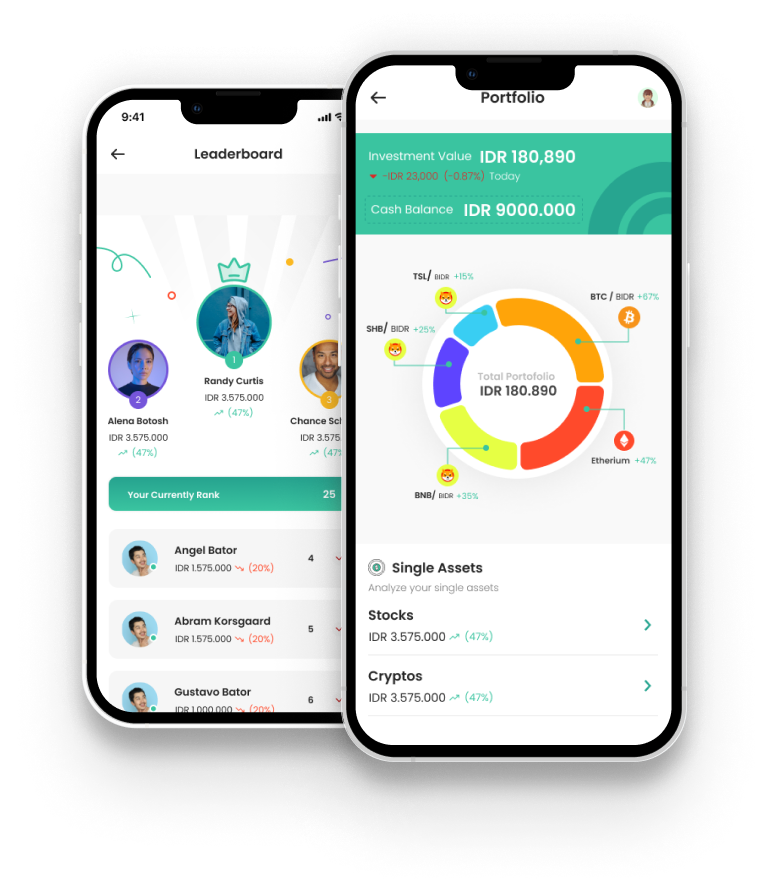 9:41
Leaderboard
1
Randy Curtis
IDR 3.575.000
(47%)
2
Alena Botosh
IDR 3.575.000
(47%)
3
Chance Sc
IDR 3.575
(47%
Your Currently Rank 25
Angel Bator
IDR 1.575.000 (20%)
4
Abram Korsgaard
IDR 1.575.000 (20%)
5
Gustavo Bator
IDR 1.000.000 (20%)
6
Portfolio
Investment Value IDR 180,890
-IDR 23,000 (-0.87%) Today
Cash Balance IDR 9000.000
TSL/ BIDR +15%
BTC / BIDR +67%
SHB/ BIDR +25%
Total Portofolio
IDR 180.890
Etherium +47%
BNB/ BIDR +35%
Single Assets
Analyze your single assets
Stocks
IDR 3.575.000 (47%)
Cryptos
IDR 3.575.000 (47%)